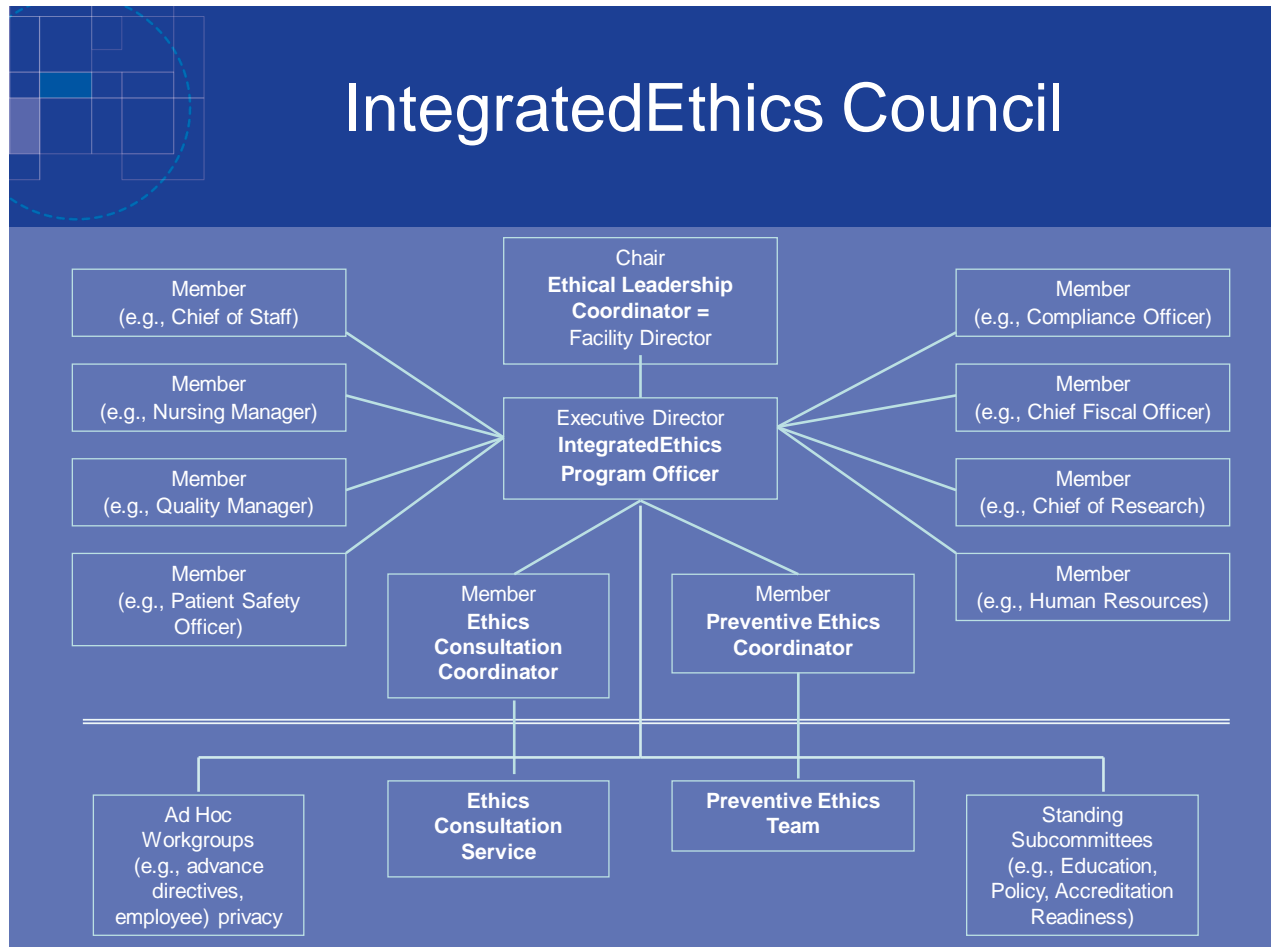 IntegratedEthics Council
Chair
Ethical Leadership
Coordinator =
Facility Director
Member
(e.g., Chief of Staff)
Member
(e.g., Nursing Manager)
Member
(e.g., Quality Manager)
Member
(e.g., Patient Safety
Officer)
Executive Director
IntegratedEthics
Program Officer
Member
(e.g., Compliance Officer)
Member
(e.g., Chief Fiscal Officer)
Member
(e.g., Chief of Research)
Member
(e.g., Human Resources)
Member
Ethics
Consultation
Coordinator
Member
Preventive Ethics
Coordinator
Ad Hoc
Workgroups
(e.g., advance
directives,
employee) privacy
Ethics
Consultation
Service
Preventive Ethics
Team
Standing
Subcommittees
(e.g., Education,
Policy, Accreditation
Readiness)